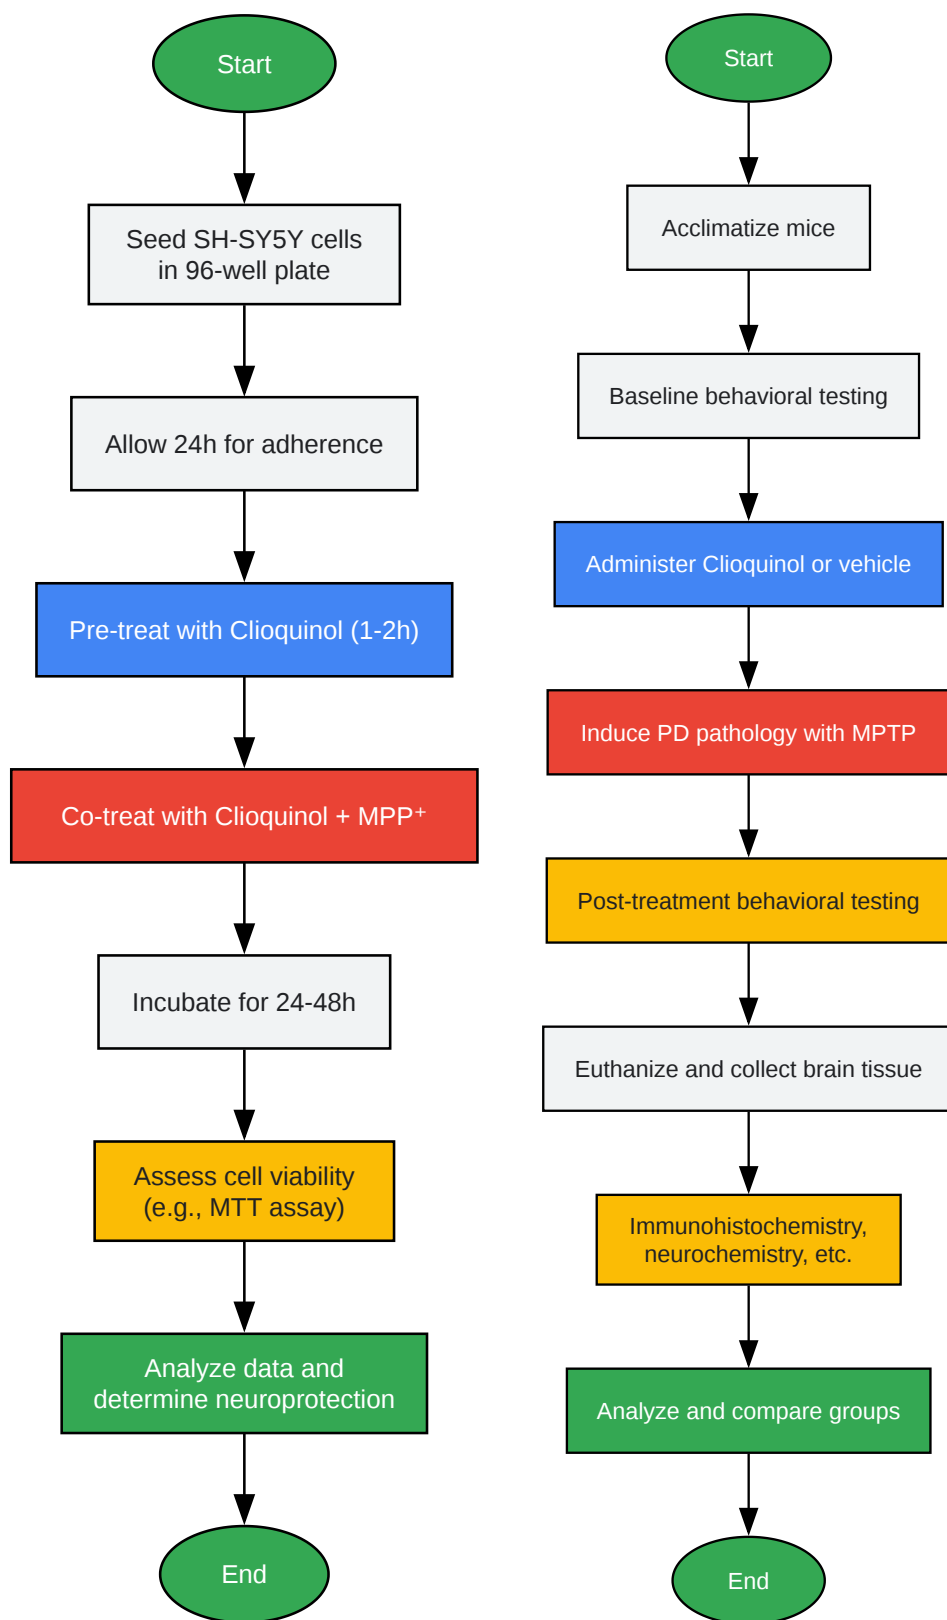 Start
Seed SH-SY5Y cells
in 96-well plate
Allow 24h for adherence
Pre-treat with Clioquinol (1-2h)
Co-treat with Clioquinol + MPP⁺
Incubate for 24-48h
Assess cell viability
(e.g., MTT assay)
Analyze data and
determine neuroprotection
End
Start
Acclimatize mice
Baseline behavioral testing
Administer Clioquinol or vehicle
Induce PD pathology with MPTP
Post-treatment behavioral testing
Euthanize and collect brain tissue
Immunohistochemistry,
neurochemistry, etc.
Analyze and compare groups
End